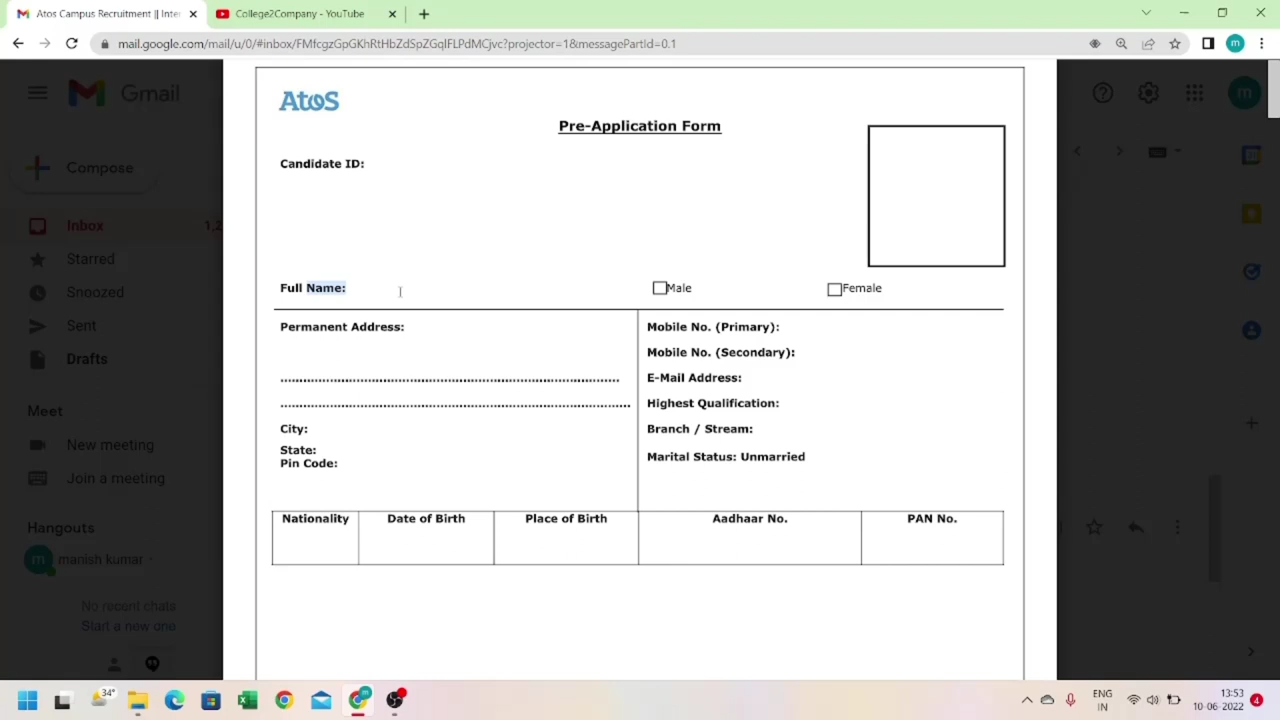 Atos Campus Recruitment || Inte
College2Company - YouTube
mail.google.com/mail/u/0/#inbox/FMfcgzGpGKhRtHbZdSpZGqlFLPdMCjvc?projector=1&messagePartId=0.1
m
Gmail
m
Compose
Inbox 1,2
Starred
Snoozed
Sent
Drafts
Meet
New meeting
Join a meeting
Hangouts
m manish kumar
No recent chats
Start a new one
Atos
Pre-Application Form
Candidate ID:
Full Name: Male Female
Permanent Address:
City:
State:
Pin Code:
Mobile No. (Primary):
Mobile No. (Secondary):
E-Mail Address:
Highest Qualification:
Branch / Stream:
Marital Status: Unmarried
Nationality Date of Birth Place of Birth Aadhaar No. PAN No.
34°
ENG
IN
13:53
10-06-2022
4